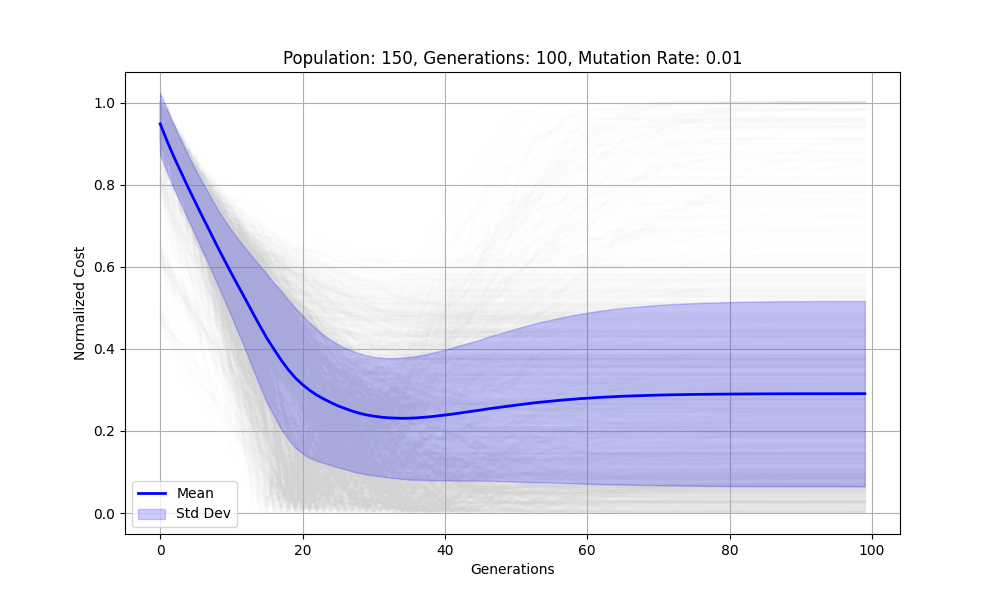 Population: 150, Generations: 100, Mutation Rate: 0.01
1.0
0.8
0.6
0.4
0.2
0.0
Normalized Cost
Mean
Std Dev
0 20 40 60 80 100
Generations